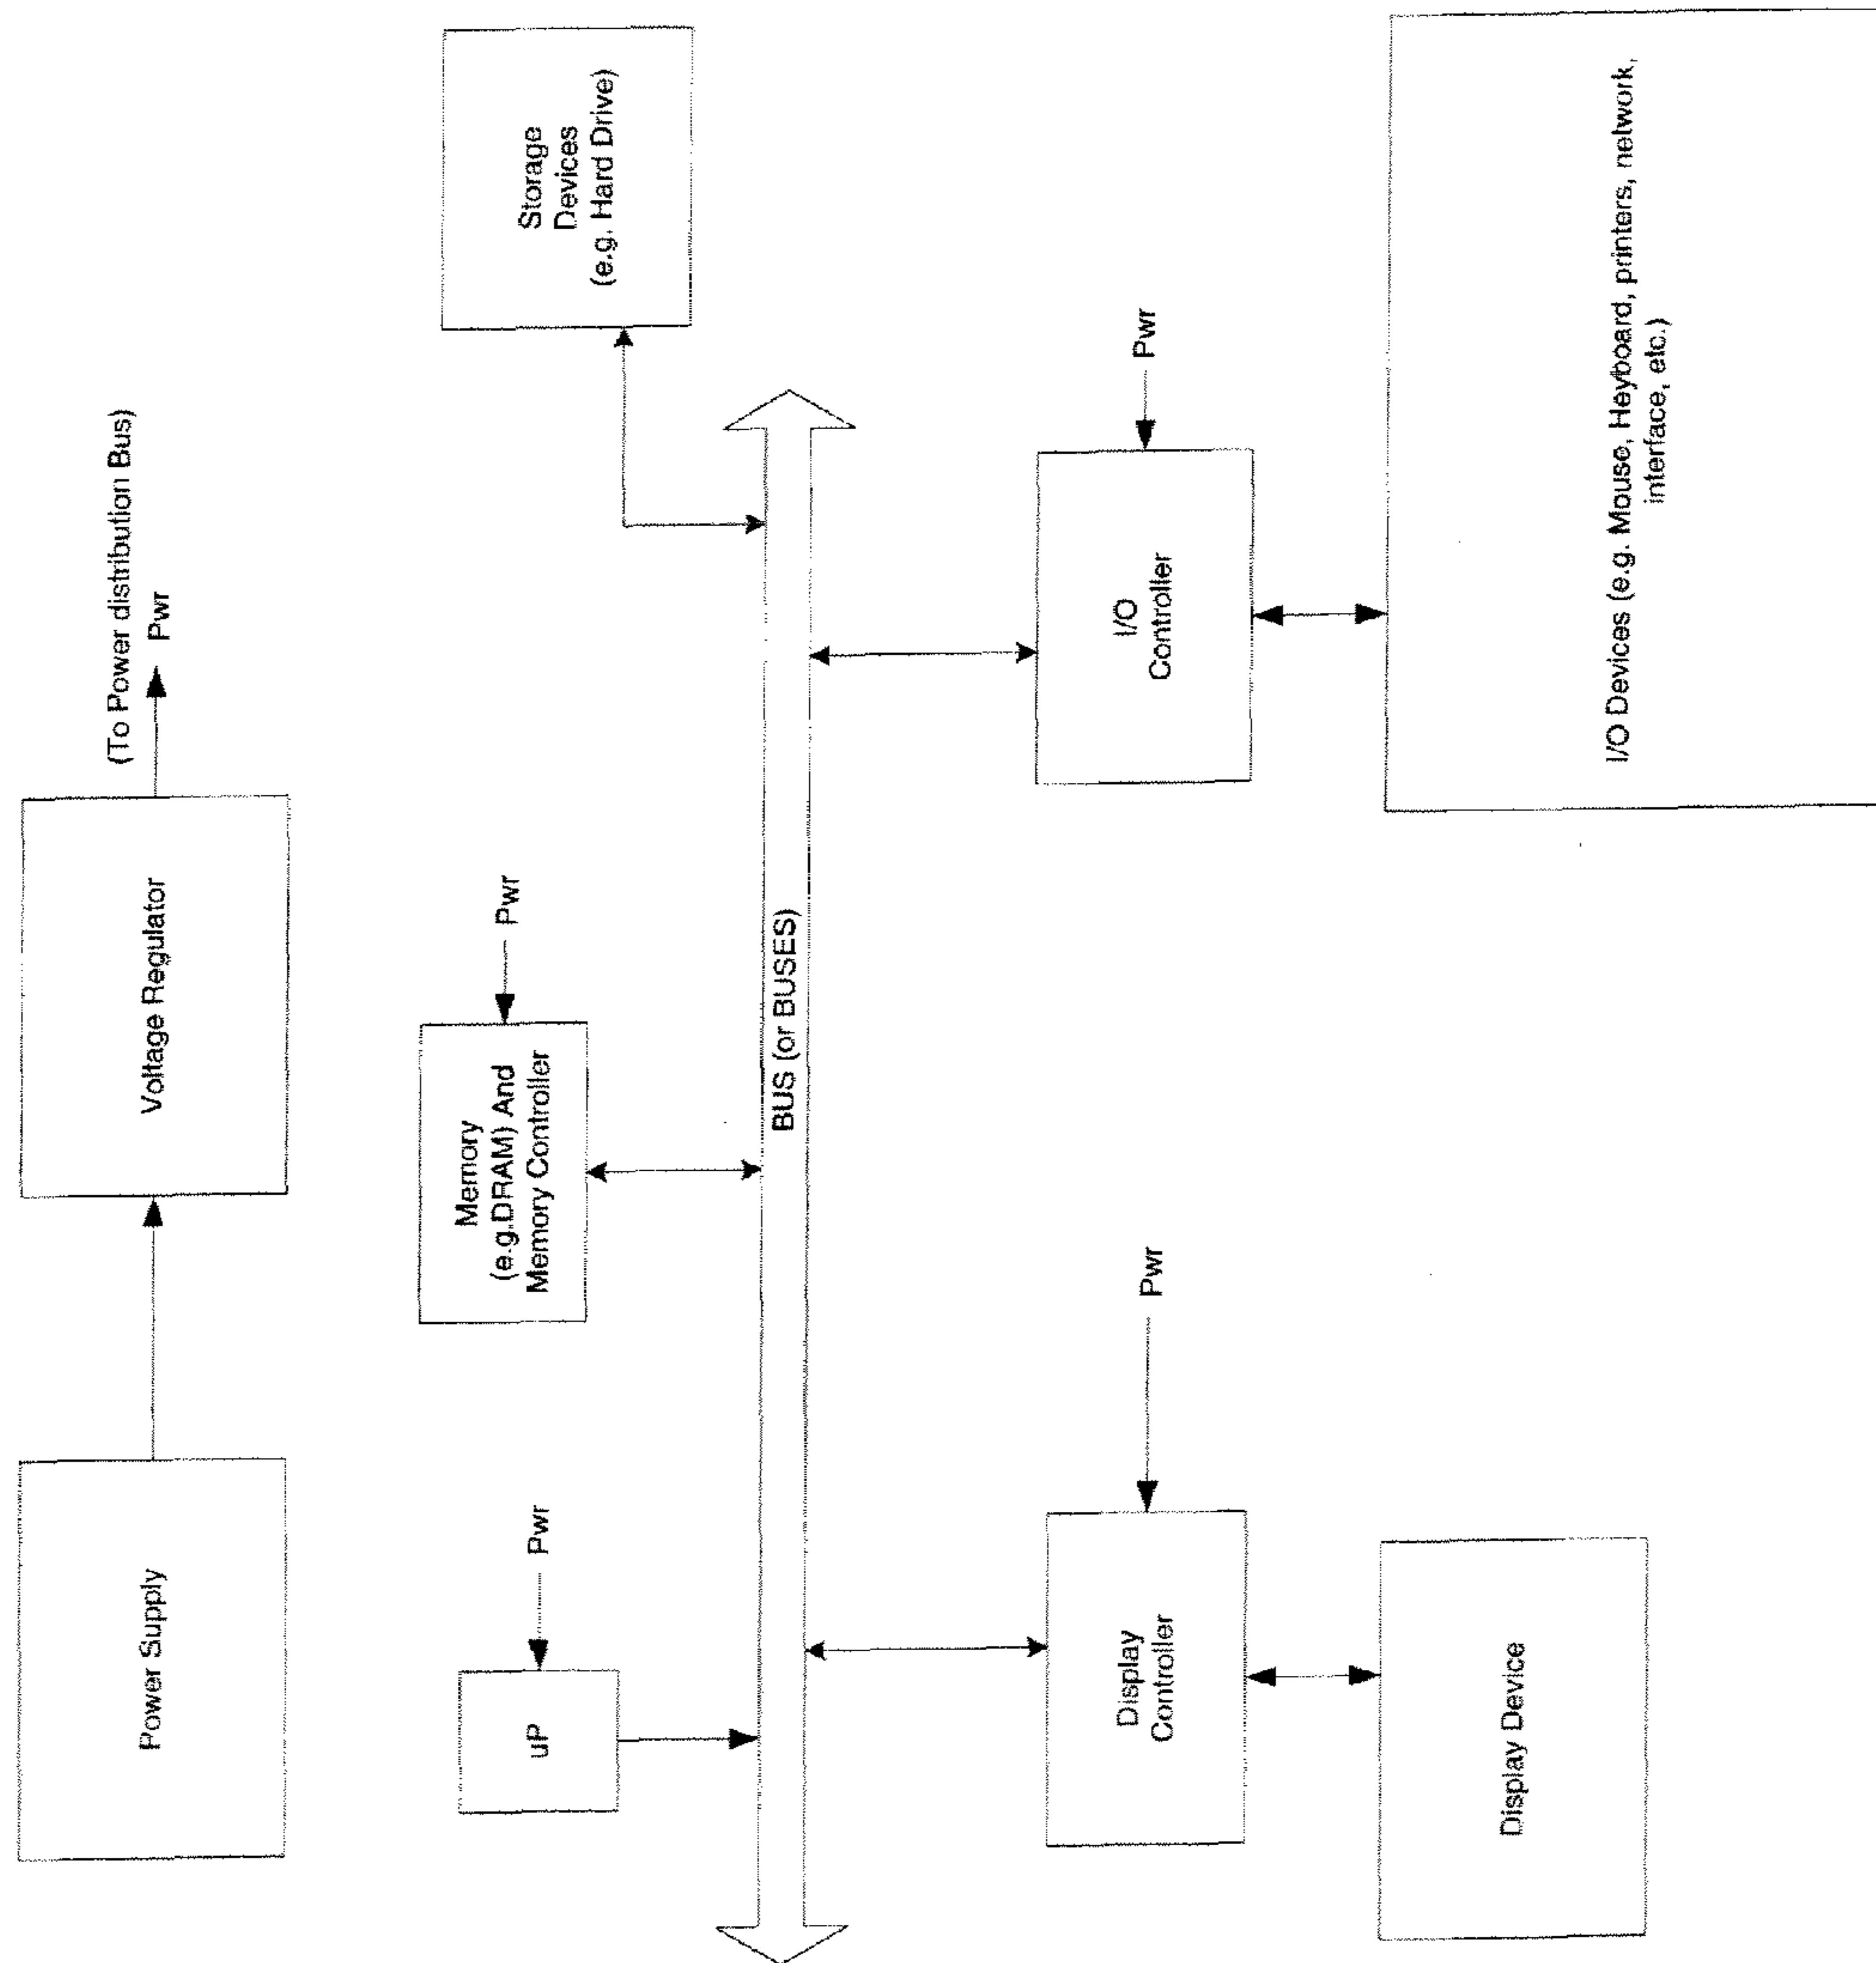 Power Supply
Voltage Regulator
(To Power distribution Bus)
Pwr
uP
Pwr
Memory
(e.g.DRAM) And
Memory Controller
Pwr
Storage
Devices
(e.g. Hard Drive)
BUS (or BUSES)
Display
Controller
Pwr
I/O
Controller
Pwr
Display Device
I/O Devices (e.g. Mouse, Heyboard, printers, network,
interface, etc.)